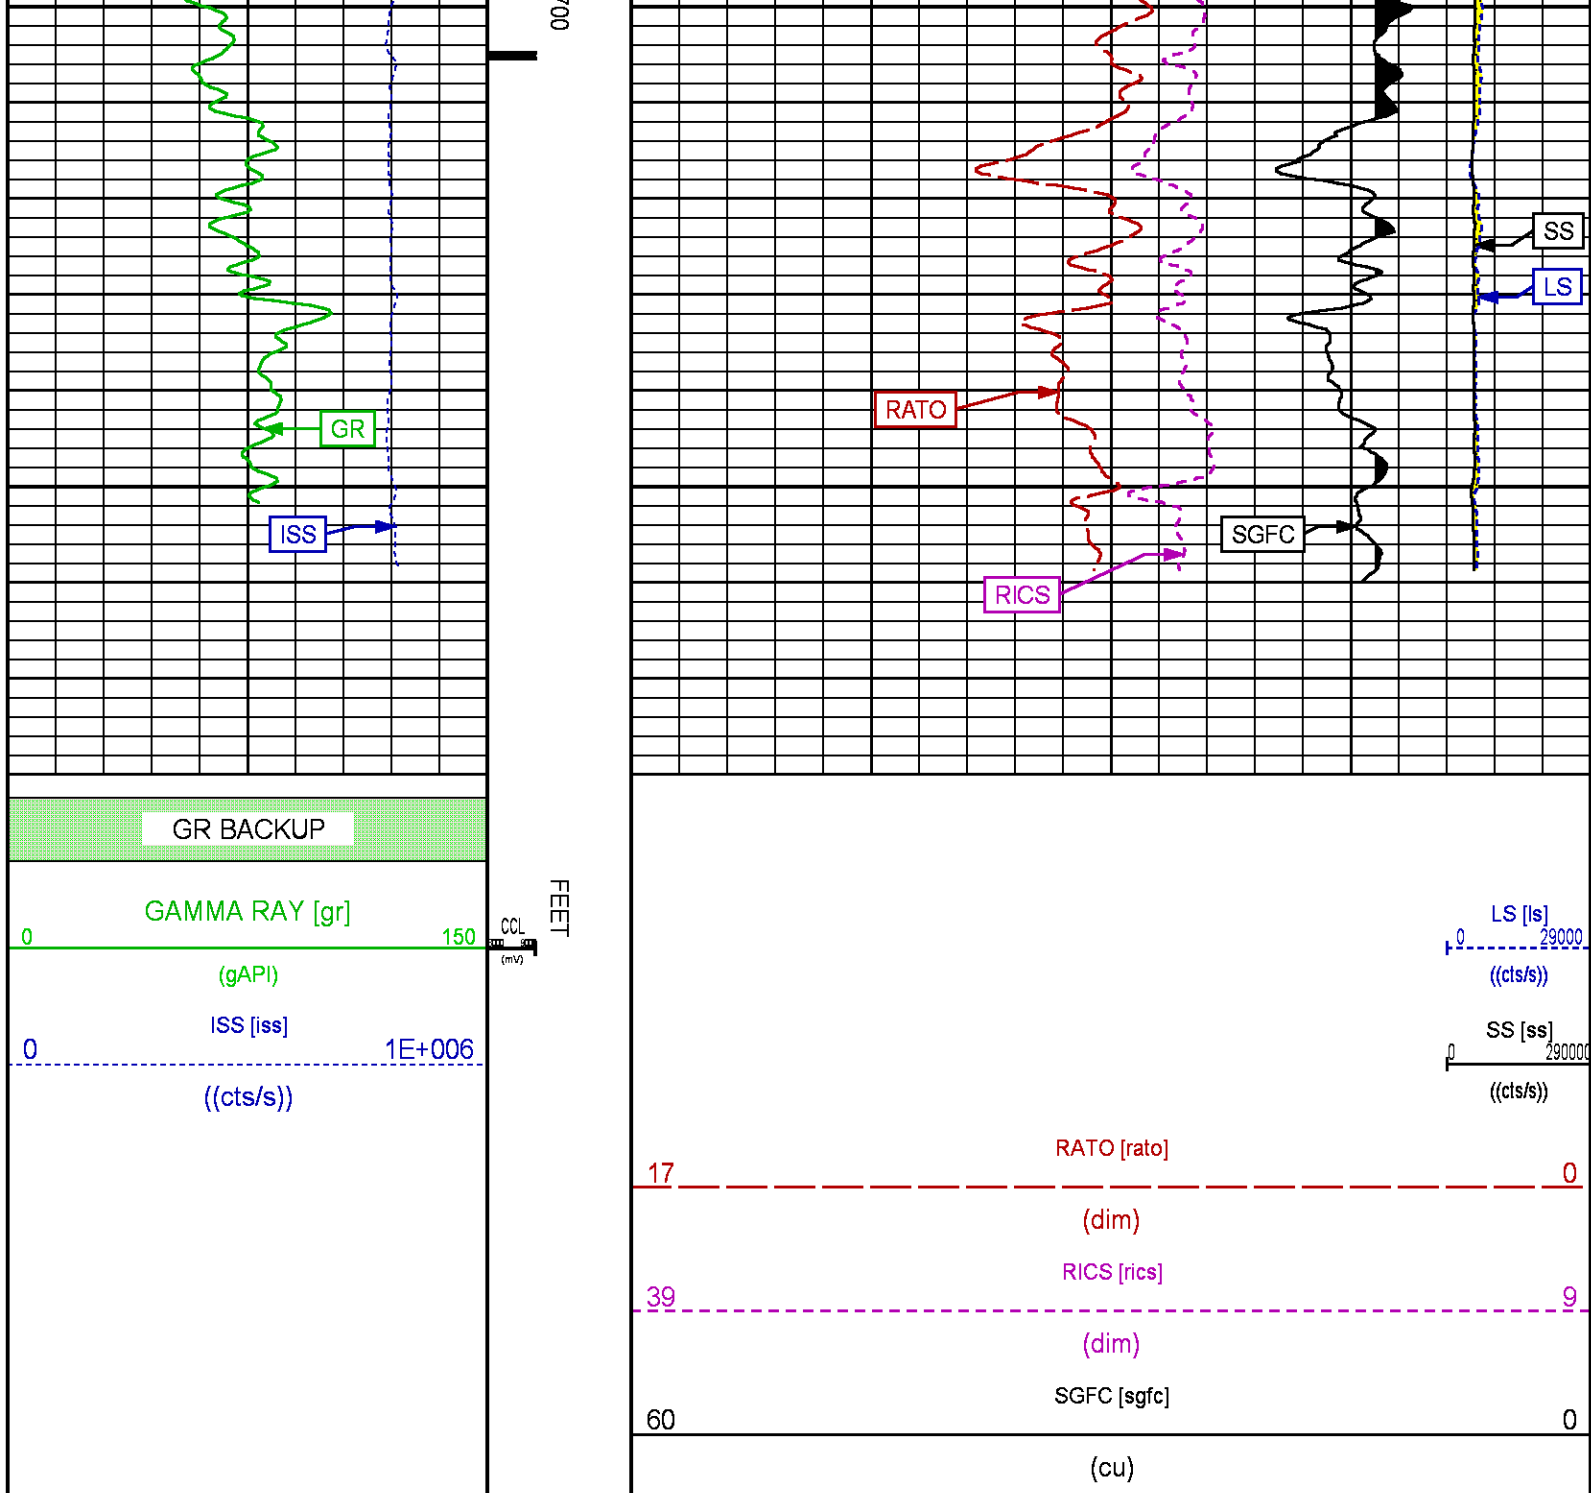 700
SS
LS
RATO
GR
SGFC
ISS
RICS
GR BACKUP
FEET
GAMMA RAY [gr]
0 150
(gAPI)
CCL
(mV)
LS [ls]
0 29000
((cts/s))
ISS [iss]
0 1E+006
((cts/s))
SS [ss]
0 290000
((cts/s))
RATO [rato]
17 0
(dim)
RICS [rics]
39 9
(dim)
SGFC [sgfc]
60 0
(cu)